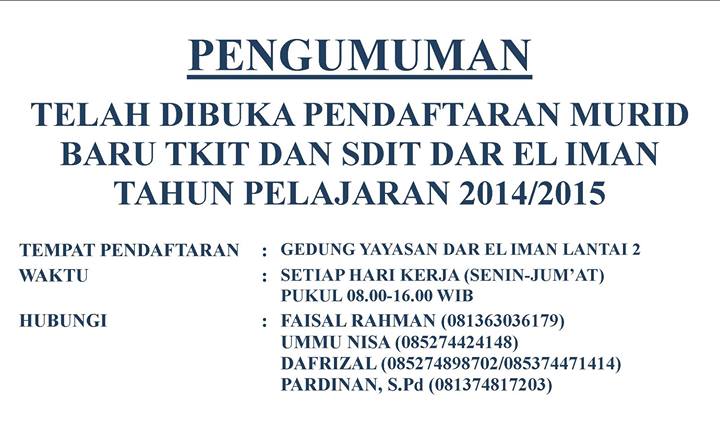 PENGUMUMAN
TELAH DIBUKA PENDAFTARAN MURID
BARU TKIT DAN SDIT DAR EL IMAN
TAHUN PELAJARAN 2014/2015
TEMPAT PENDAFTARAN : GEDUNG YAYASAN DAR EL IMAN LANTAI 2
WAKTU : SETIAP HARI KERJA (SENIN-JUM'AT)
PUKUL 08.00-16.00 WIB
HUBUNGI : FAISAL RAHMAN (081363036179)
UMMU NISA (085274424148)
DAFRIZAL (085274898702/085374471414)
PARDINAN, S.Pd (081374817203)